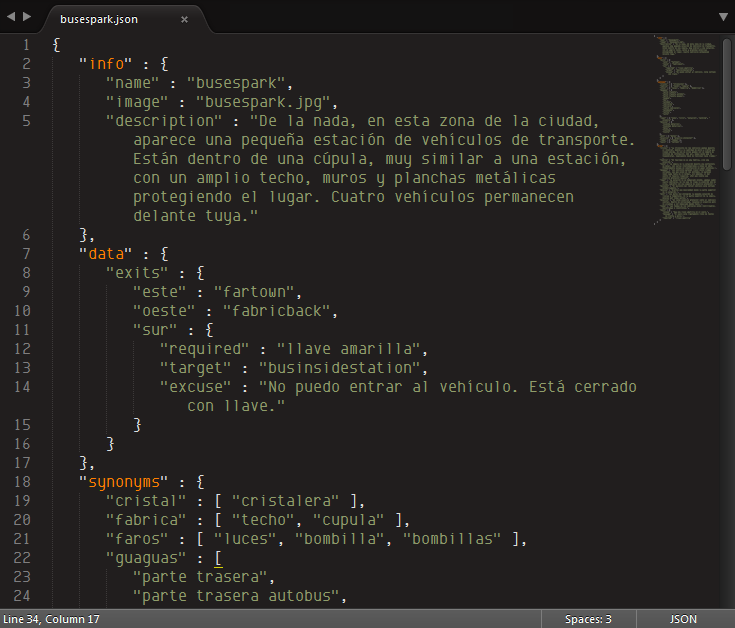 busespark.json ×
1 {
2 "info" : {
3 "name" : "busespark",
4 "image" : "busespark.jpg",
5 "description" : "De la nada, en esta zona de la ciudad,
aparece una pequeña estación de vehículos de transporte.
Están dentro de una cúpula, muy similar a una estación,
con un amplio techo, muros y planchas metálicas
protegiendo el lugar. Cuatro vehículos permanecen
delante tuya."
6 },
7 "data" : {
8 "exits" : {
9 "este" : "fartown",
10 "oeste" : "fabricback",
11 "sur" : {
12 "required" : "llave amarilla",
13 "target" : "businsidestation",
14 "excuse" : "No puedo entrar al vehículo. Está cerrado
con llave."
15 }
16 }
17 },
18 "synonyms" : {
19 "cristal" : [ "cristalera" ],
20 "fabrica" : [ "techo", "cupula" ],
21 "faros" : [ "luces", "bombilla", "bombillas" ],
22 "guaguas" : [
23 "parte trasera",
24 "parte trasera autobus",
Line 34, Column 17 Spaces: 3 JSON